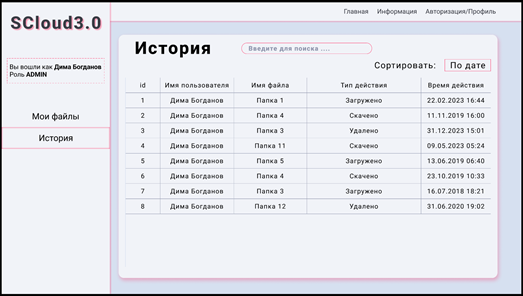 SCloud3.0
Главная Информация Авторизация/Профиль
Вы вошли как Дима Богданов
Роль ADMIN
Мои файлы
История
История
Введите для поиска ....
Сортировать: По дате
id Имя пользователя Имя файла Тип действия Время действия
1 Дима Богданов Папка 1 Загружено 22.02.2023 16:44
2 Дима Богданов Папка 4 Скачено 11.11.2019 16:00
3 Дима Богданов Папка 3 Удалено 31.12.2023 15:01
4 Дима Богданов Папка 11 Скачено 09.05.2023 05:24
5 Дима Богданов Папка 5 Загружено 13.06.2019 06:40
6 Дима Богданов Папка 4 Скачено 23.10.2019 10:33
7 Дима Богданов Папка 3 Загружено 16.07.2018 18:21
8 Дима Богданов Папка 12 Удалено 31.06.2020 19:02